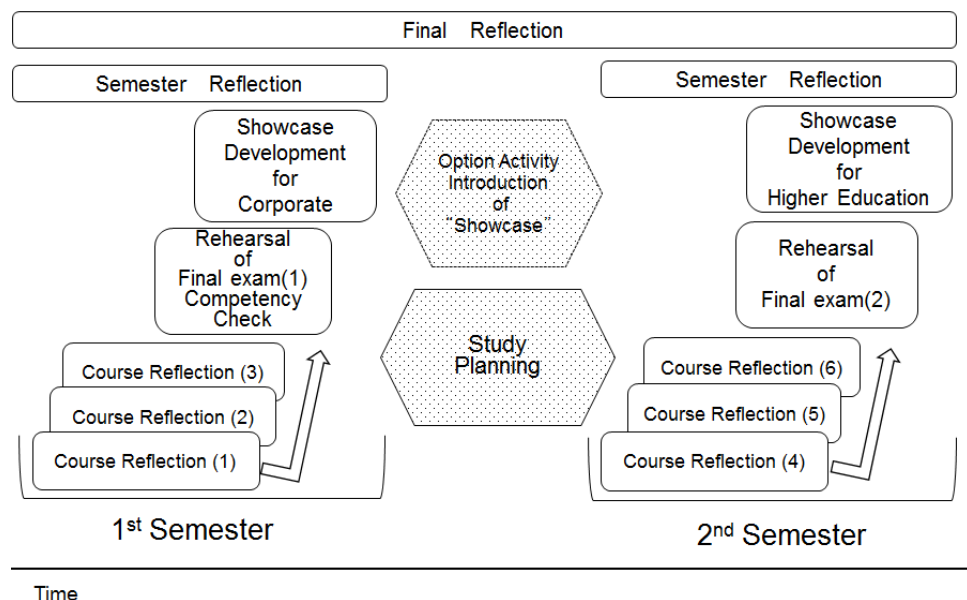 Final Reflection
Semester Reflection
Showcase
Development
for
Corporate
Rehearsal
of
Final exam(1)
Competency
Check
Course Reflection (3)
Course Reflection (2)
Course Reflection (1)
1st Semester
Option Activity
Introduction
of
"Showcase"
Study
Planning
Semester Reflection
Showcase
Development
for
Higher Education
Rehearsal
of
Final exam(2)
Course Reflection (6)
Course Reflection (5)
Course Reflection (4)
2nd Semester
Time